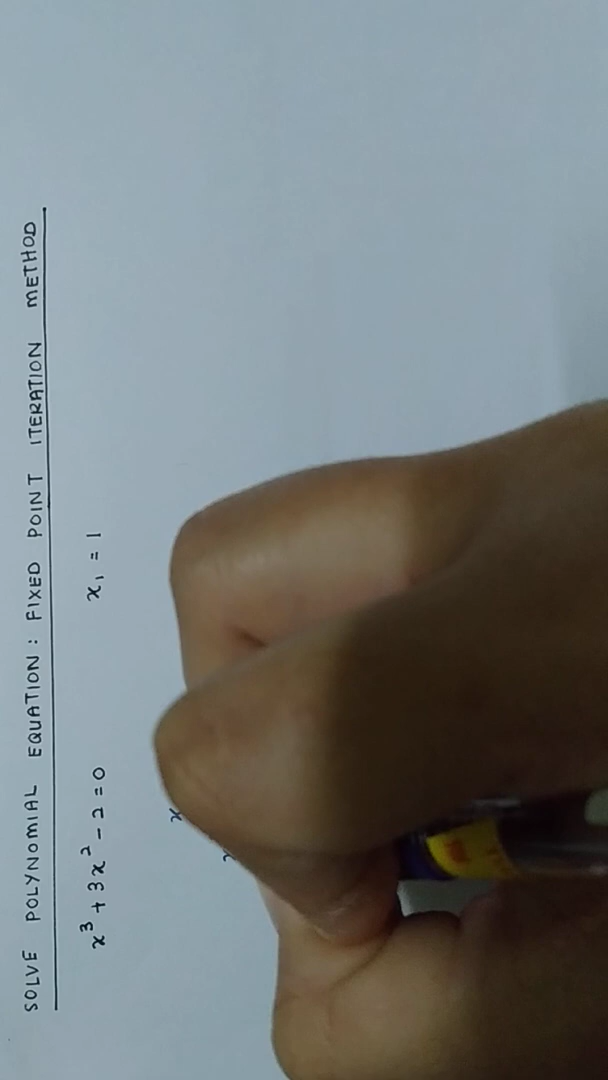 SOLVE POLYNOMIAL EQUATION : FIXED POINT ITERATION METHOD
x³ + 3x² - 2 = 0 x₁ = 1
x